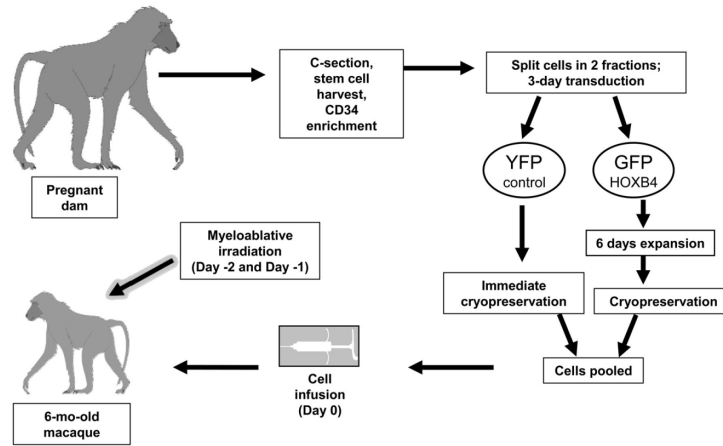 Pregnant
dam
C-section,
stem cell
harvest,
CD34
enrichment
Split cells in 2 fractions;
3-day transduction
YFP
control
GFP
HOXB4
6 days expansion
Immediate
cryopreservation
Cryopreservation
Cells pooled
Cell
infusion
(Day 0)
Myeloablative
irradiation
(Day -2 and Day -1)
6-mo-old
macaque